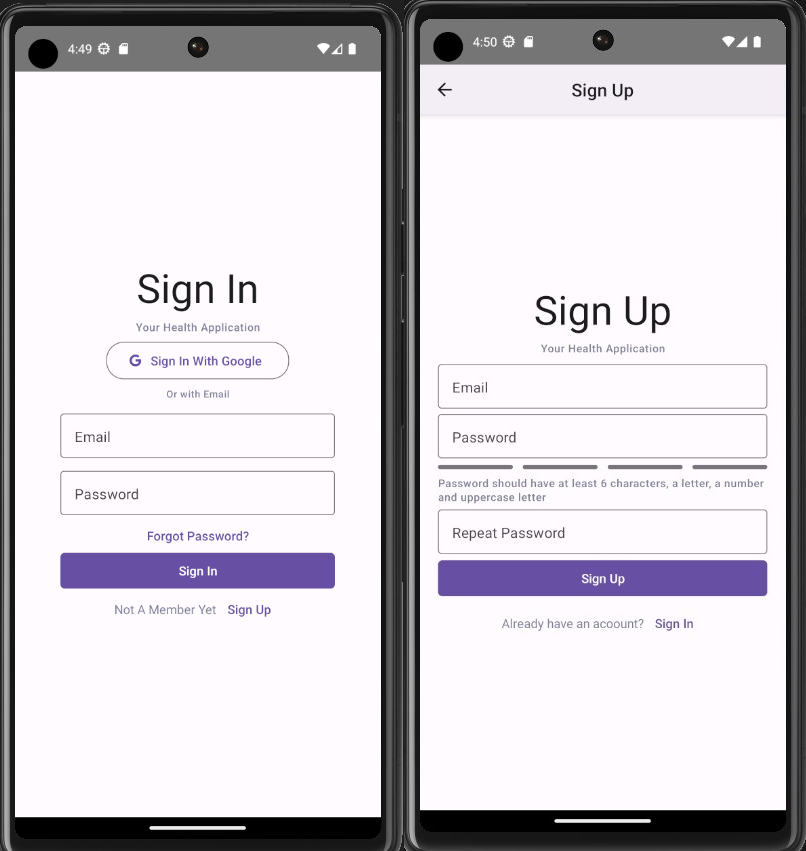 4:49
Sign In
Your Health Application
G Sign In With Google
Or with Email
Email
Password
Forgot Password?
Sign In
Not A Member Yet Sign Up
4:50
Sign Up
Sign Up
Your Health Application
Email
Password
Password should have at least 6 characters, a letter, a number
and uppercase letter
Repeat Password
Sign Up
Already have an acoount? Sign In